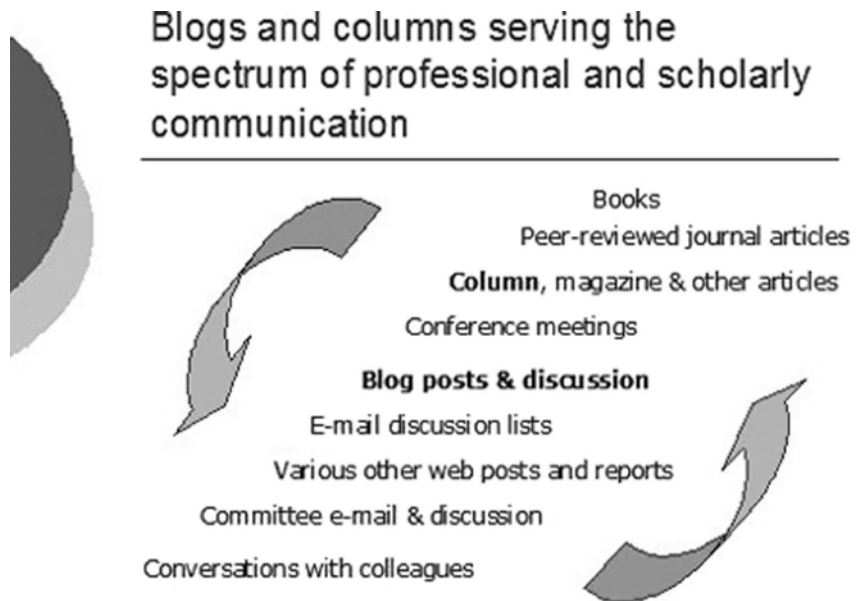 Blogs and columns serving the
spectrum of professional and scholarly
communication
Books
Peer-reviewed journal articles
Column, magazine & other articles
Conference meetings
Blog posts & discussion
E-mail discussion lists
Various other web posts and reports
Committee e-mail & discussion
Conversations with colleagues